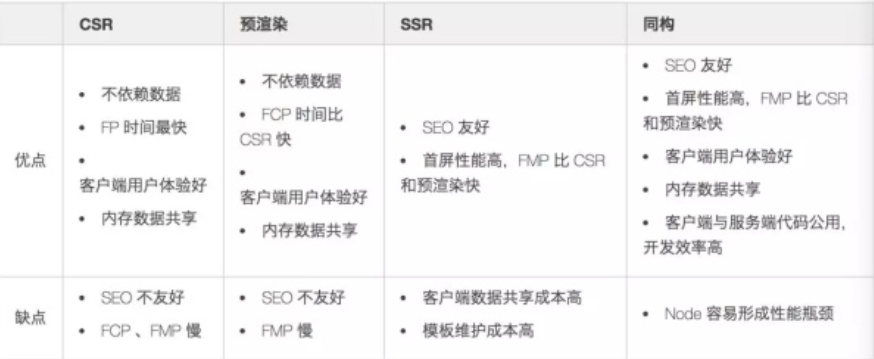 CSR
预渲染
SSR
同构
优点
• 不依赖数据
• FP 时间最快
•
客户端用户体验好
• 内存数据共享
• 不依赖数据
• FCP 时间比
CSR 快
•
客户端用户体验好
• 内存数据共享
• SEO 友好
• 首屏性能高，FMP 比 CSR
和预渲染快
• SEO 友好
• 首屏性能高，FMP 比 CSR
和预渲染快
• 客户端用户体验好
• 内存数据共享
• 客户端与服务端代码公用，
开发效率高
缺点
• SEO 不友好
• FCP 、FMP 慢
• SEO 不友好
• FMP 慢
• 客户端数据共享成本高
• 模板维护成本高
• Node 容易形成性能瓶颈